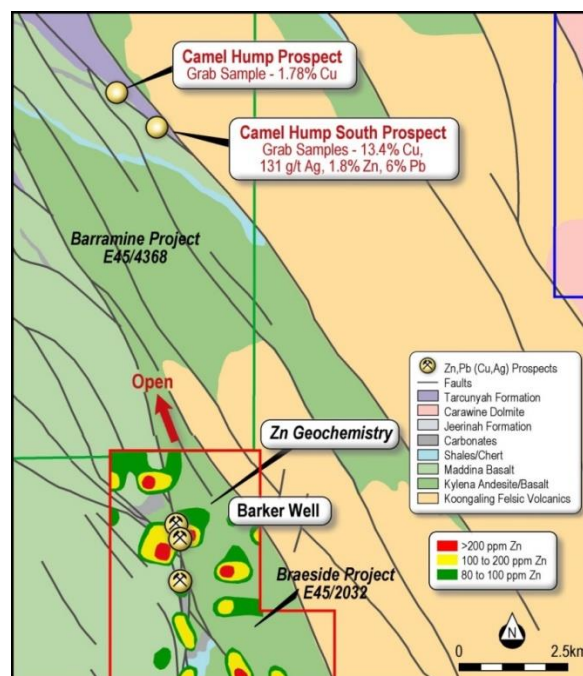 Camel Hump Prospect
Grab Sample - 1.78% Cu
Camel Hump South Prospect
Grab Samples - 13.4% Cu,
131 g/t Ag, 1.8% Zn, 6% Pb
Barramine Project
E45/4368
Open
Zn Geochemistry
Barker Well
Braeside Project
E45/2032
Zn,Pb (Cu,Ag) Prospects
Faults
Tarcunyah Formation
Carawine Dolmite
Jeerinah Formation
Carbonates
Shales/Chert
Maddina Basalt
Kylena Andesite/Basalt
Koongaling Felsic Volcanics
>200 ppm Zn
100 to 200 ppm Zn
80 to 100 ppm Zn
N
0 2.5km